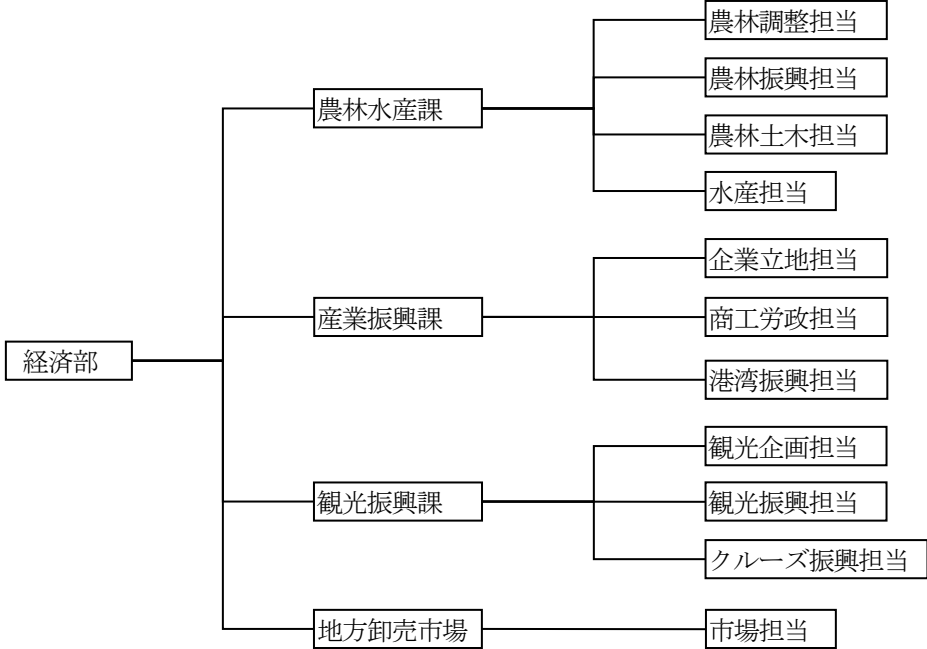 経済部
農林水産課
農林調整担当
農林振興担当
農林土木担当
水産担当
産業振興課
企業立地担当
商工労政担当
港湾振興担当
観光振興課
観光企画担当
観光振興担当
クルーズ振興担当
地方卸売市場
市場担当